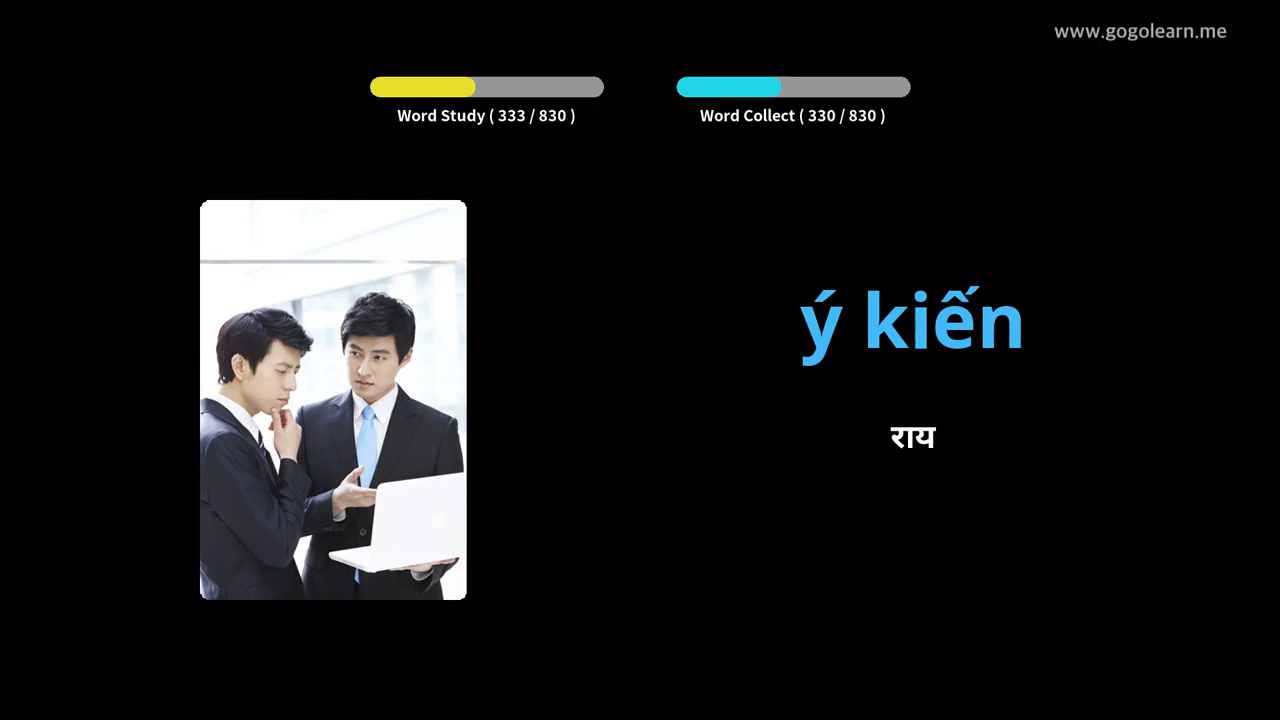 www.gogolearn.me
Word Study ( 333 / 830 )
Word Collect ( 330 / 830 )
ý kiến
राय